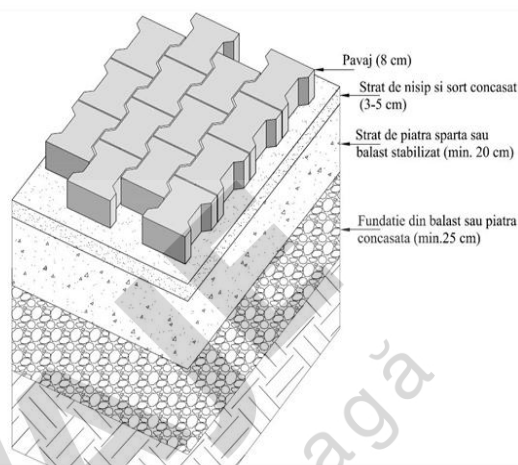 Pavaj (8 cm)
Strat de nisip si sort concasat
(3-5 cm)
Strat de piatra sparta sau
balast stabilizat (min. 20 cm)
Fundatie din balast sau piatra
concasata (min.25 cm)